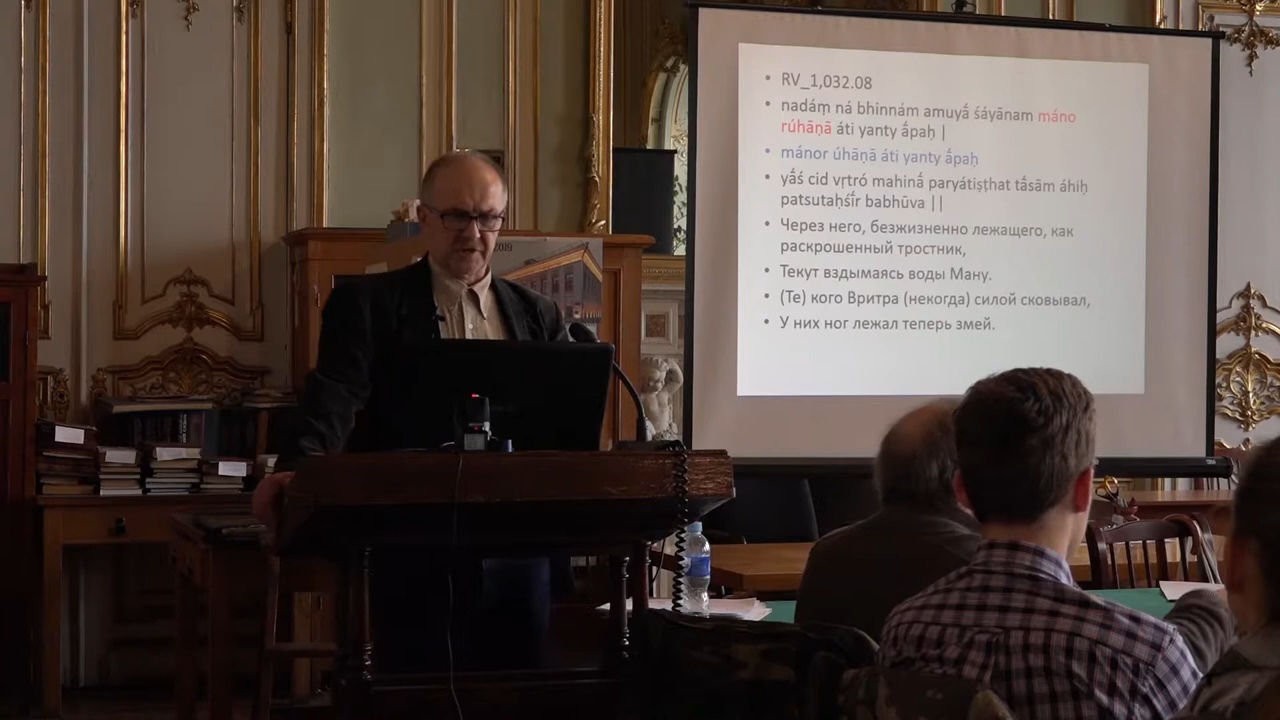 2019
• RV_1,032.08
• nadáṃ ná bhinnám amuyā́ śáyānam máno
rúhāṇā áti yanty ā́paḥ |
• mánor úhāṇā áti yanty ā́paḥ
• yā́ś cid vṛtró mahinā́ paryátiṣṭhat tā́sām áhiḥ
patsutaḥśī́r babhūva ||
• Через него, безжизненно лежащего, как
раскрошенный тростник,
• Текут вздымаясь воды Ману.
• (Те) кого Вритра (некогда) силой сковывал,
• У них ног лежал теперь змей.